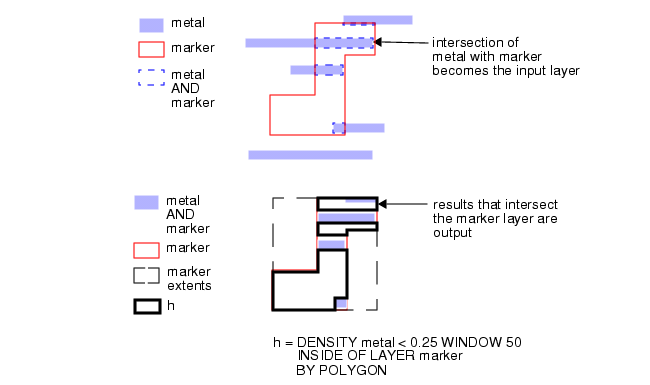 metal
marker
metal
AND
marker
intersection of
metal with marker
becomes the input layer
metal
AND
marker
marker
marker
extents
h
results that intersect
the marker layer are
output
h = DENSITY metal < 0.25 WINDOW 50
INSIDE OF LAYER marker
BY POLYGON